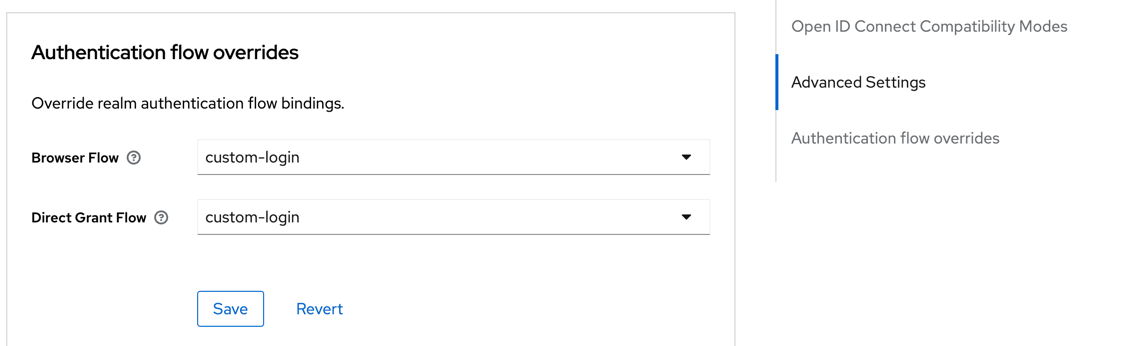 Authentication flow overrides
Override realm authentication flow bindings.
Browser Flow
custom-login
Direct Grant Flow
custom-login
Save
Revert
Open ID Connect Compatibility Modes
Advanced Settings
Authentication flow overrides